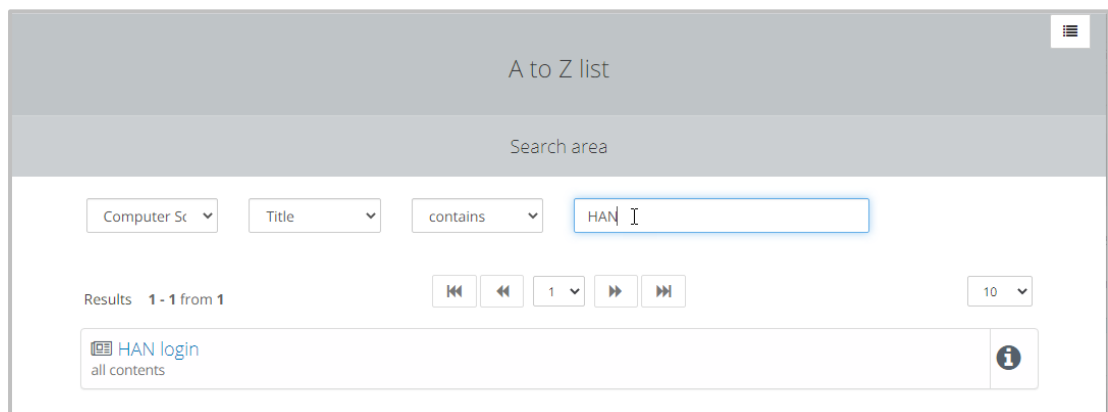 A to Z list
Search area
Computer Sc Title contains HAN
Results 1 - 1 from 1 1 10
HAN login
all contents